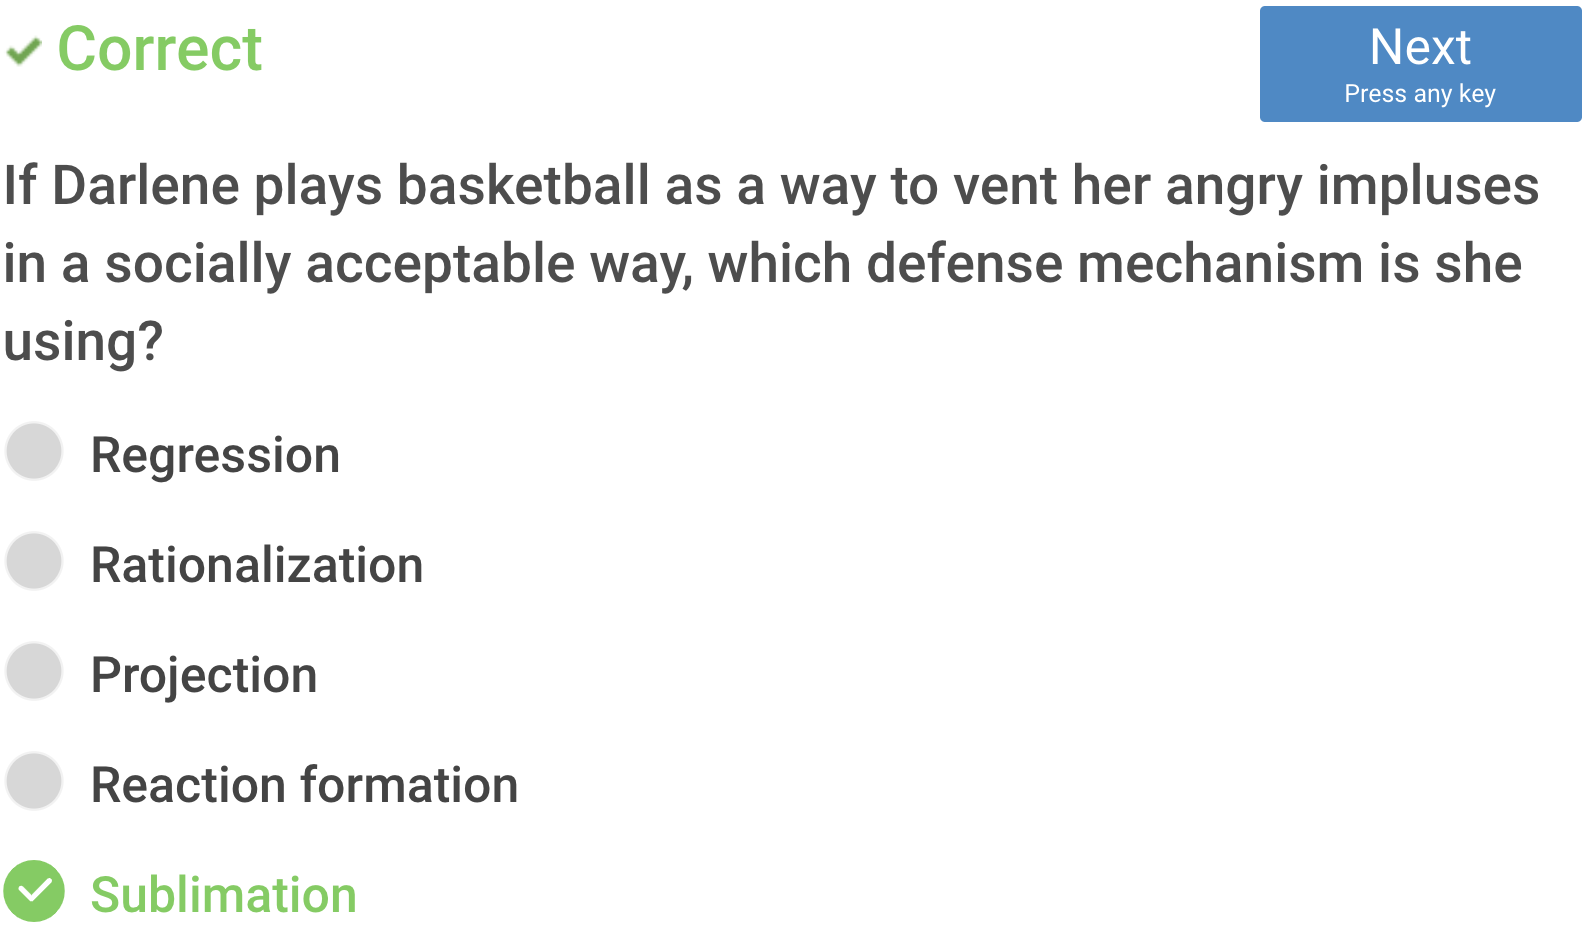 Correct
Next
Press any key
If Darlene plays basketball as a way to vent her angry impluses
in a socially acceptable way, which defense mechanism is she
using?
Regression
Rationalization
Projection
Reaction formation
Sublimation